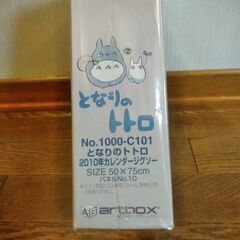 となりの
トトロ
No.1000-C101
となりのトトロ
2010年カレンダージグソー
SIZE 50×75cm
パネルNo.10
artbox